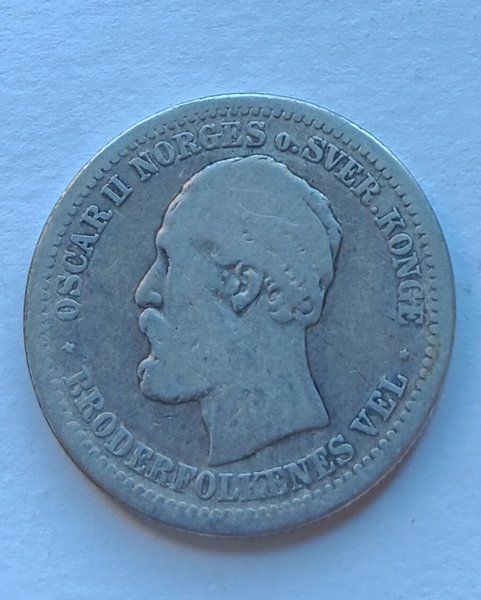 OSCAR II NORGES o. SVER. KONGE
BRODERFOLKENES VEL